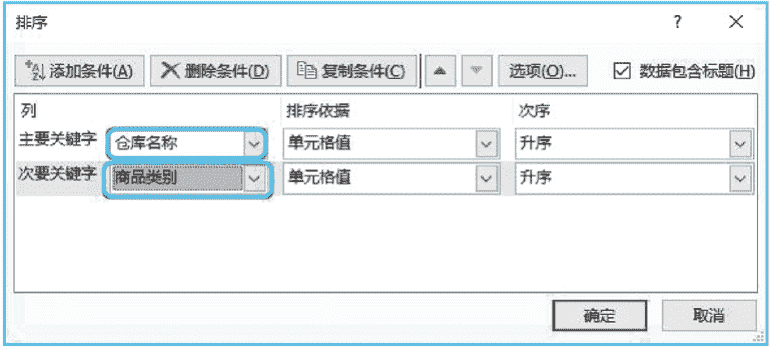 排序 ?
添加条件(A) 删除条件(D) 复制条件(C) 选项(O)... 数据包含标题(H)
列 排序依据 次序
主要关键字 仓库名称 单元格值 升序
次要关键字 商品类别 单元格值 升序
确定 取消